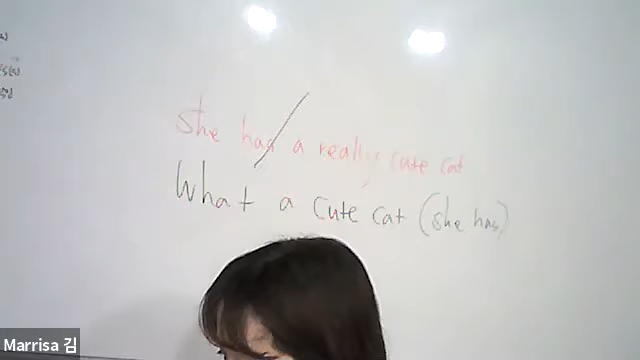 she has a really cute cat
What a cute cat (she has)
Marrisa 김